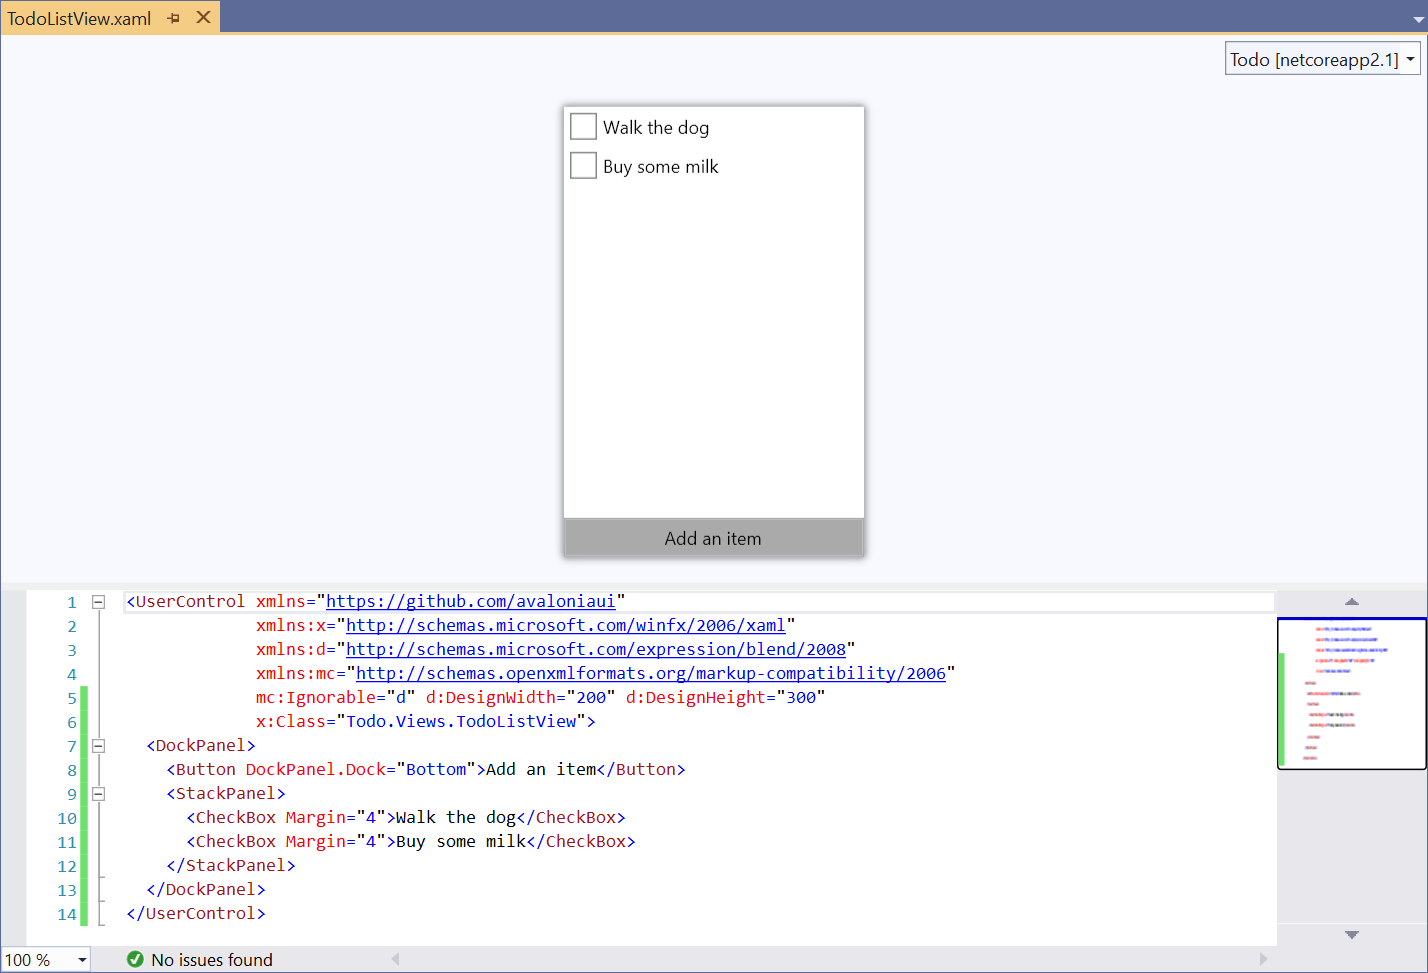 TodoListView.xaml
Todo [netcoreapp2.1]
Walk the dog
Buy some milk
Add an item
1 <UserControl xmlns="https://github.com/avaloniaui"
2 xmlns:x="http://schemas.microsoft.com/winfx/2006/xaml"
3 xmlns:d="http://schemas.microsoft.com/expression/blend/2008"
4 xmlns:mc="http://schemas.openxmlformats.org/markup-compatibility/2006"
5 mc:Ignorable="d" d:DesignWidth="200" d:DesignHeight="300"
6 x:Class="Todo.Views.TodoListView">
7 <DockPanel>
8 <Button DockPanel.Dock="Bottom">Add an item</Button>
9 <StackPanel>
10 <CheckBox Margin="4">Walk the dog</CheckBox>
11 <CheckBox Margin="4">Buy some milk</CheckBox>
12 </StackPanel>
13 </DockPanel>
14 </UserControl>
100 % No issues found